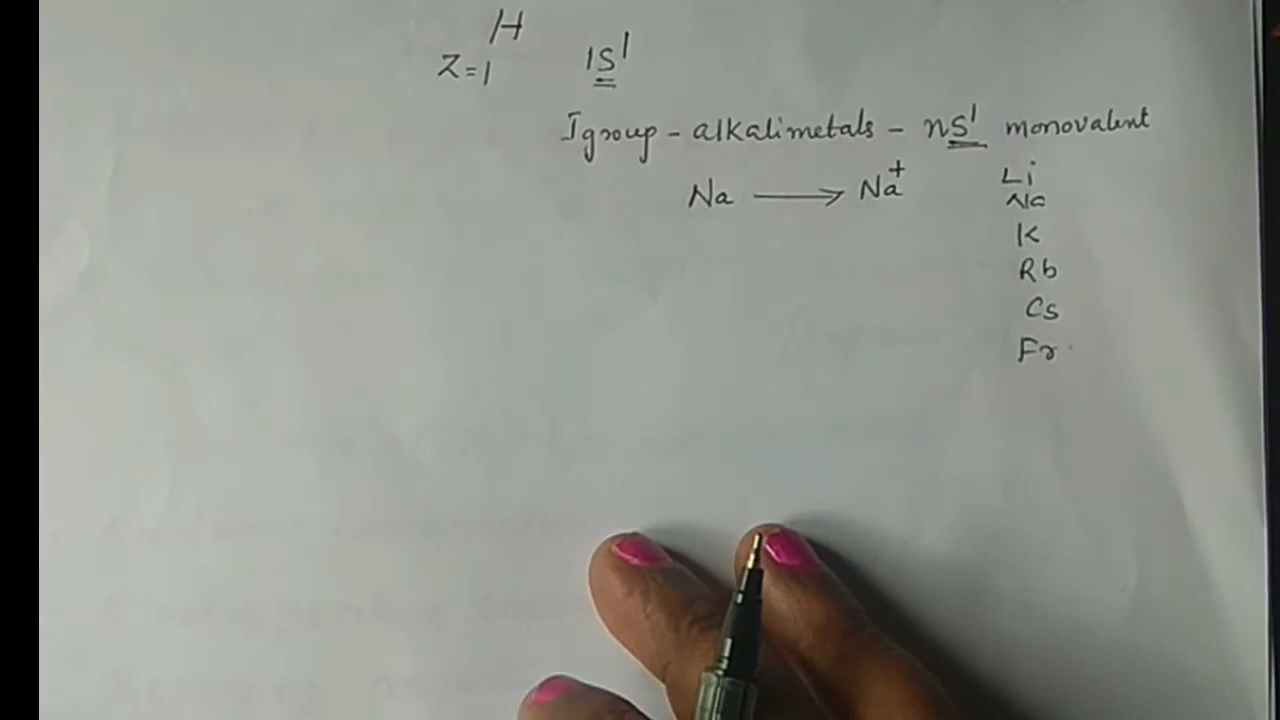 H
Z=1 1S¹
I group - alkalimetals - nS¹ monovalent
Na ⟶ Na⁺ Li
Na
K
Rb
Cs
Fr